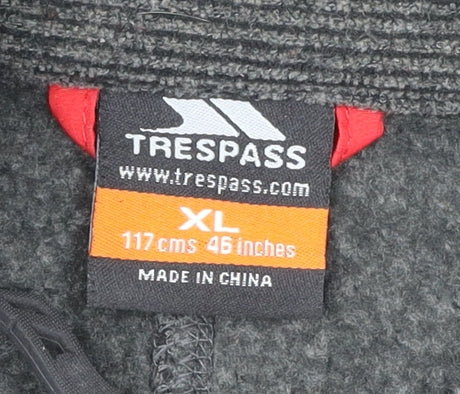 TRESPASS
www.trespass.com
XL
117cms 46 inches
MADE IN CHINA